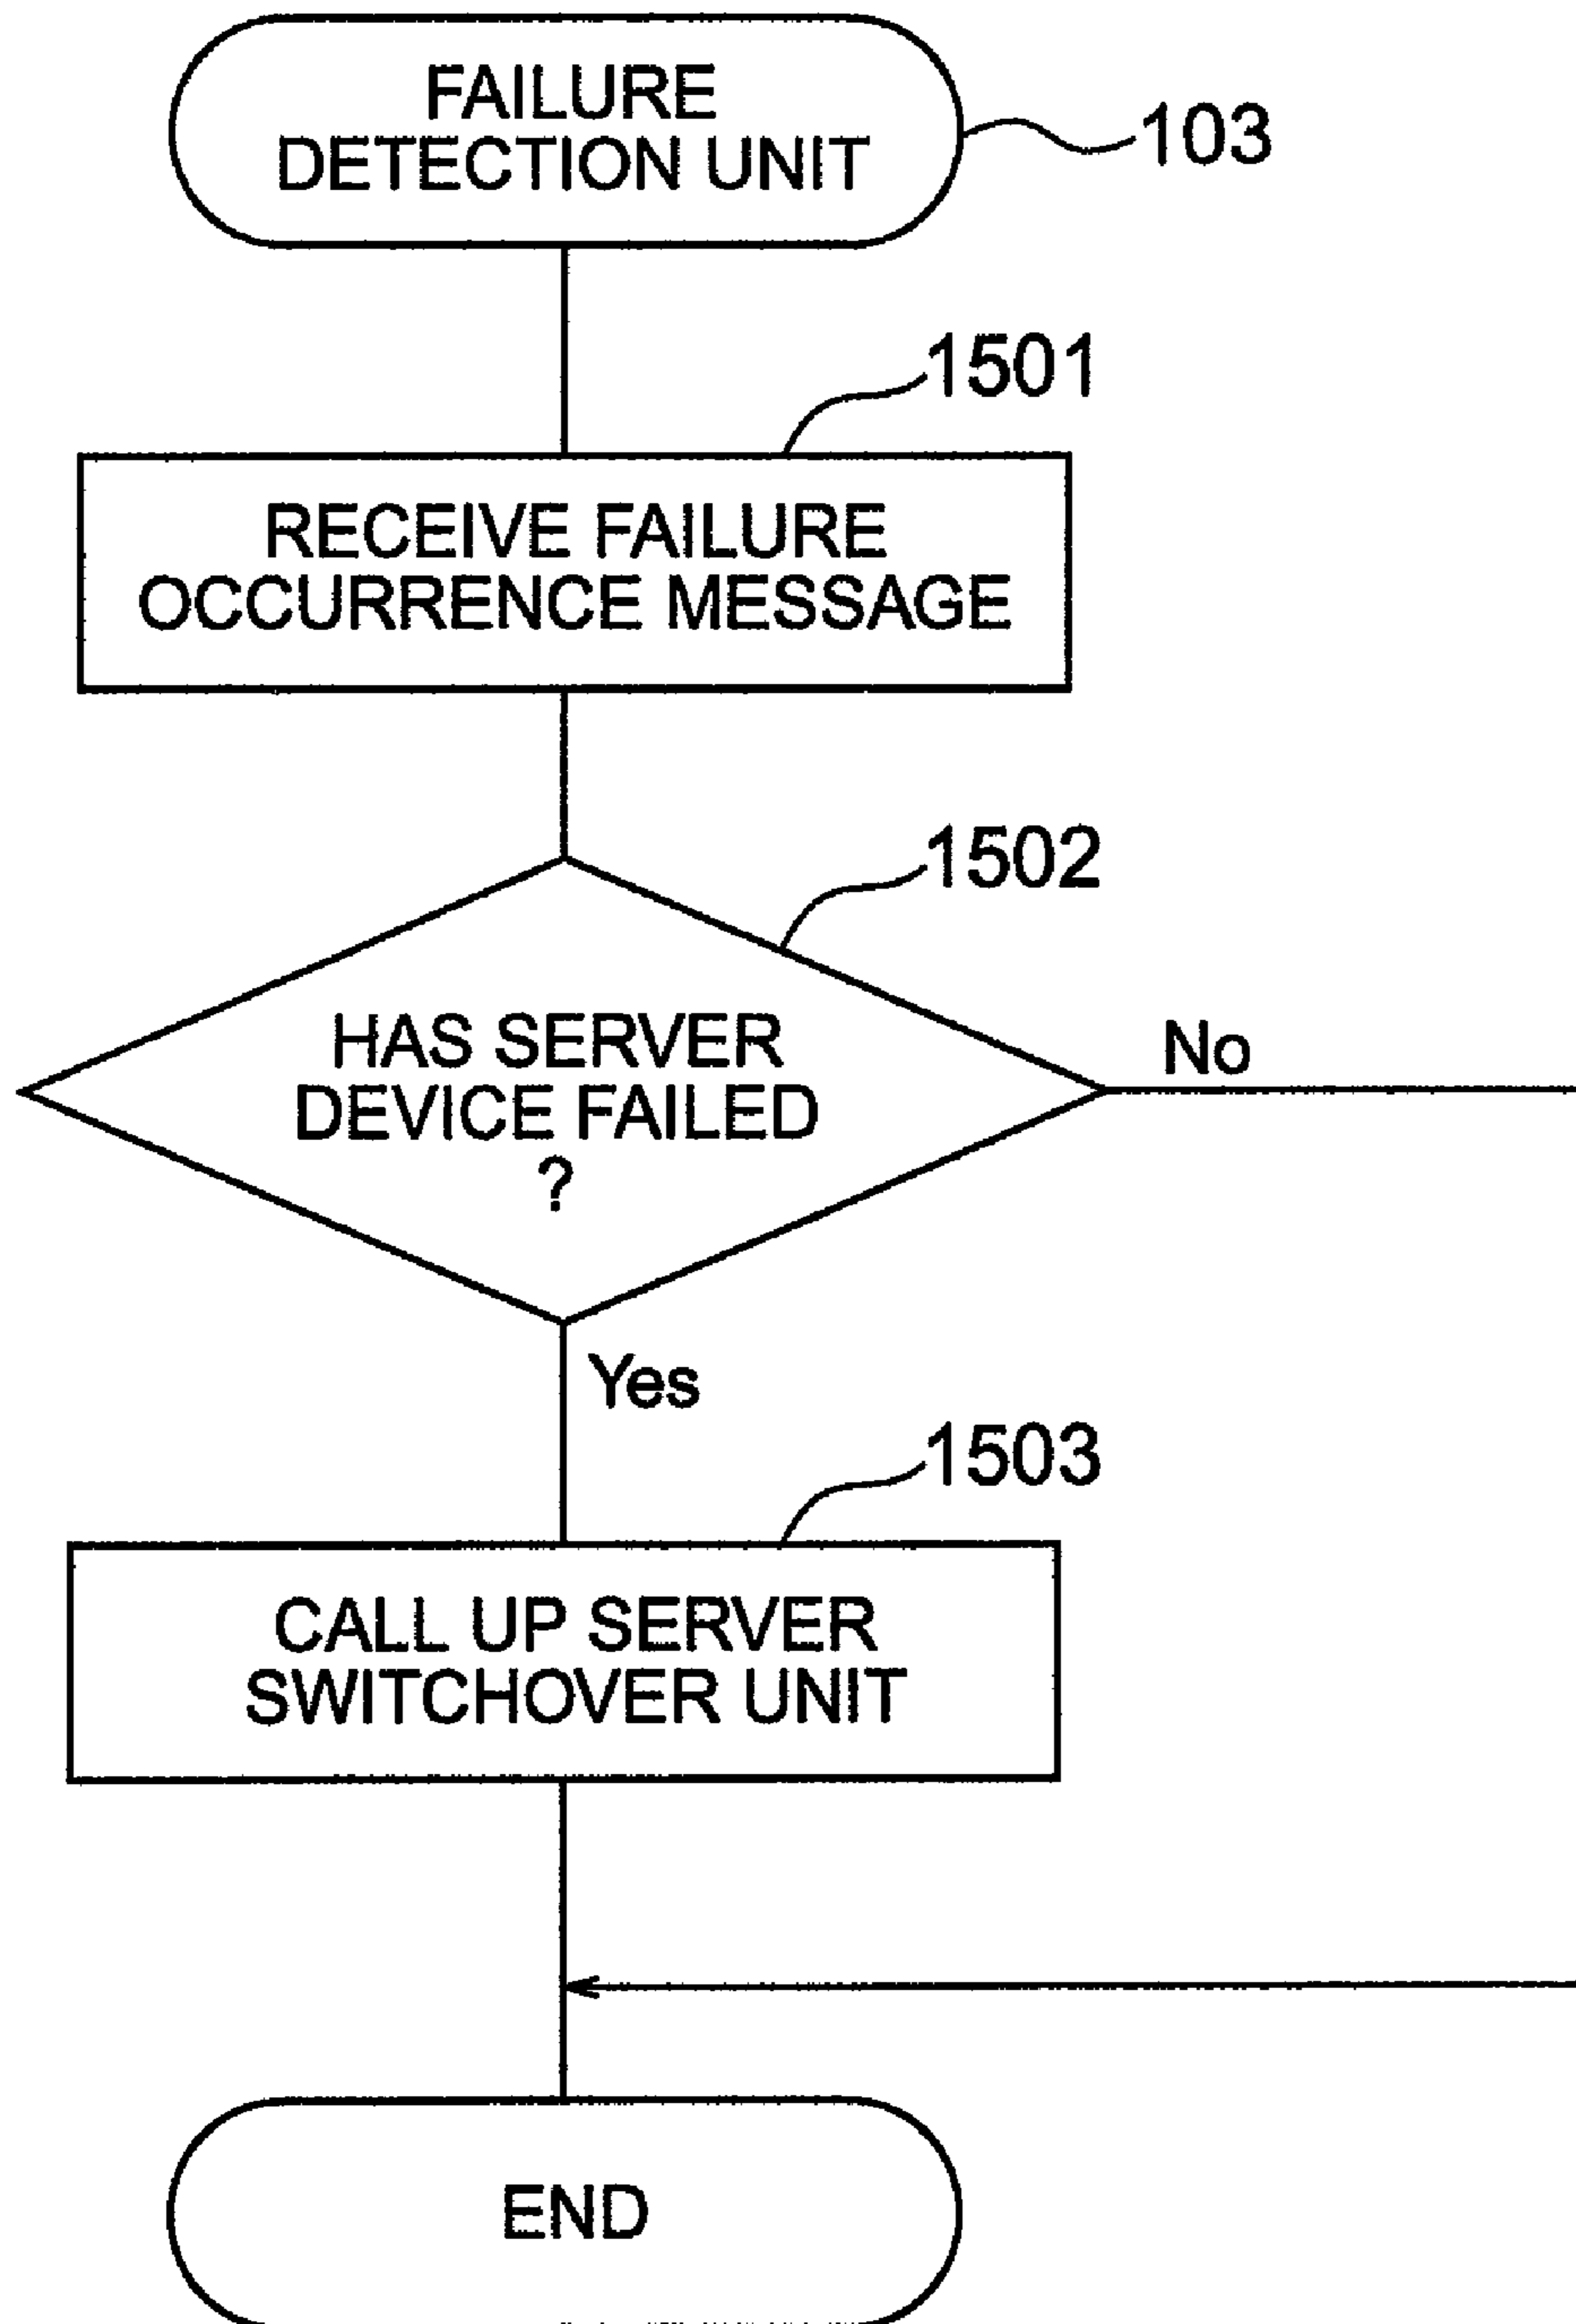 FAILURE
DETECTION UNIT
103
1501
RECEIVE FAILURE
OCCURRENCE MESSAGE
1502
HAS SERVER
DEVICE FAILED
?
No
Yes
1503
CALL UP SERVER
SWITCHOVER UNIT
END